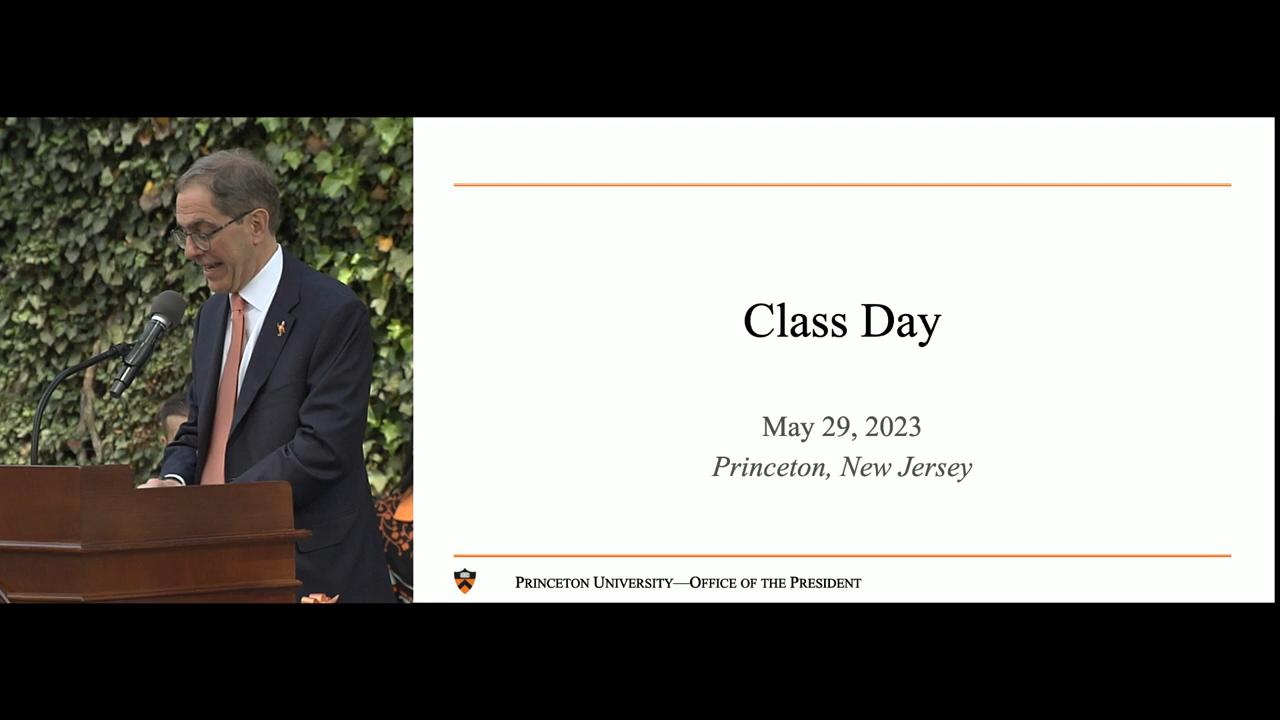 Class Day
May 29, 2023
Princeton, New Jersey
PRINCETON UNIVERSITY—OFFICE OF THE PRESIDENT